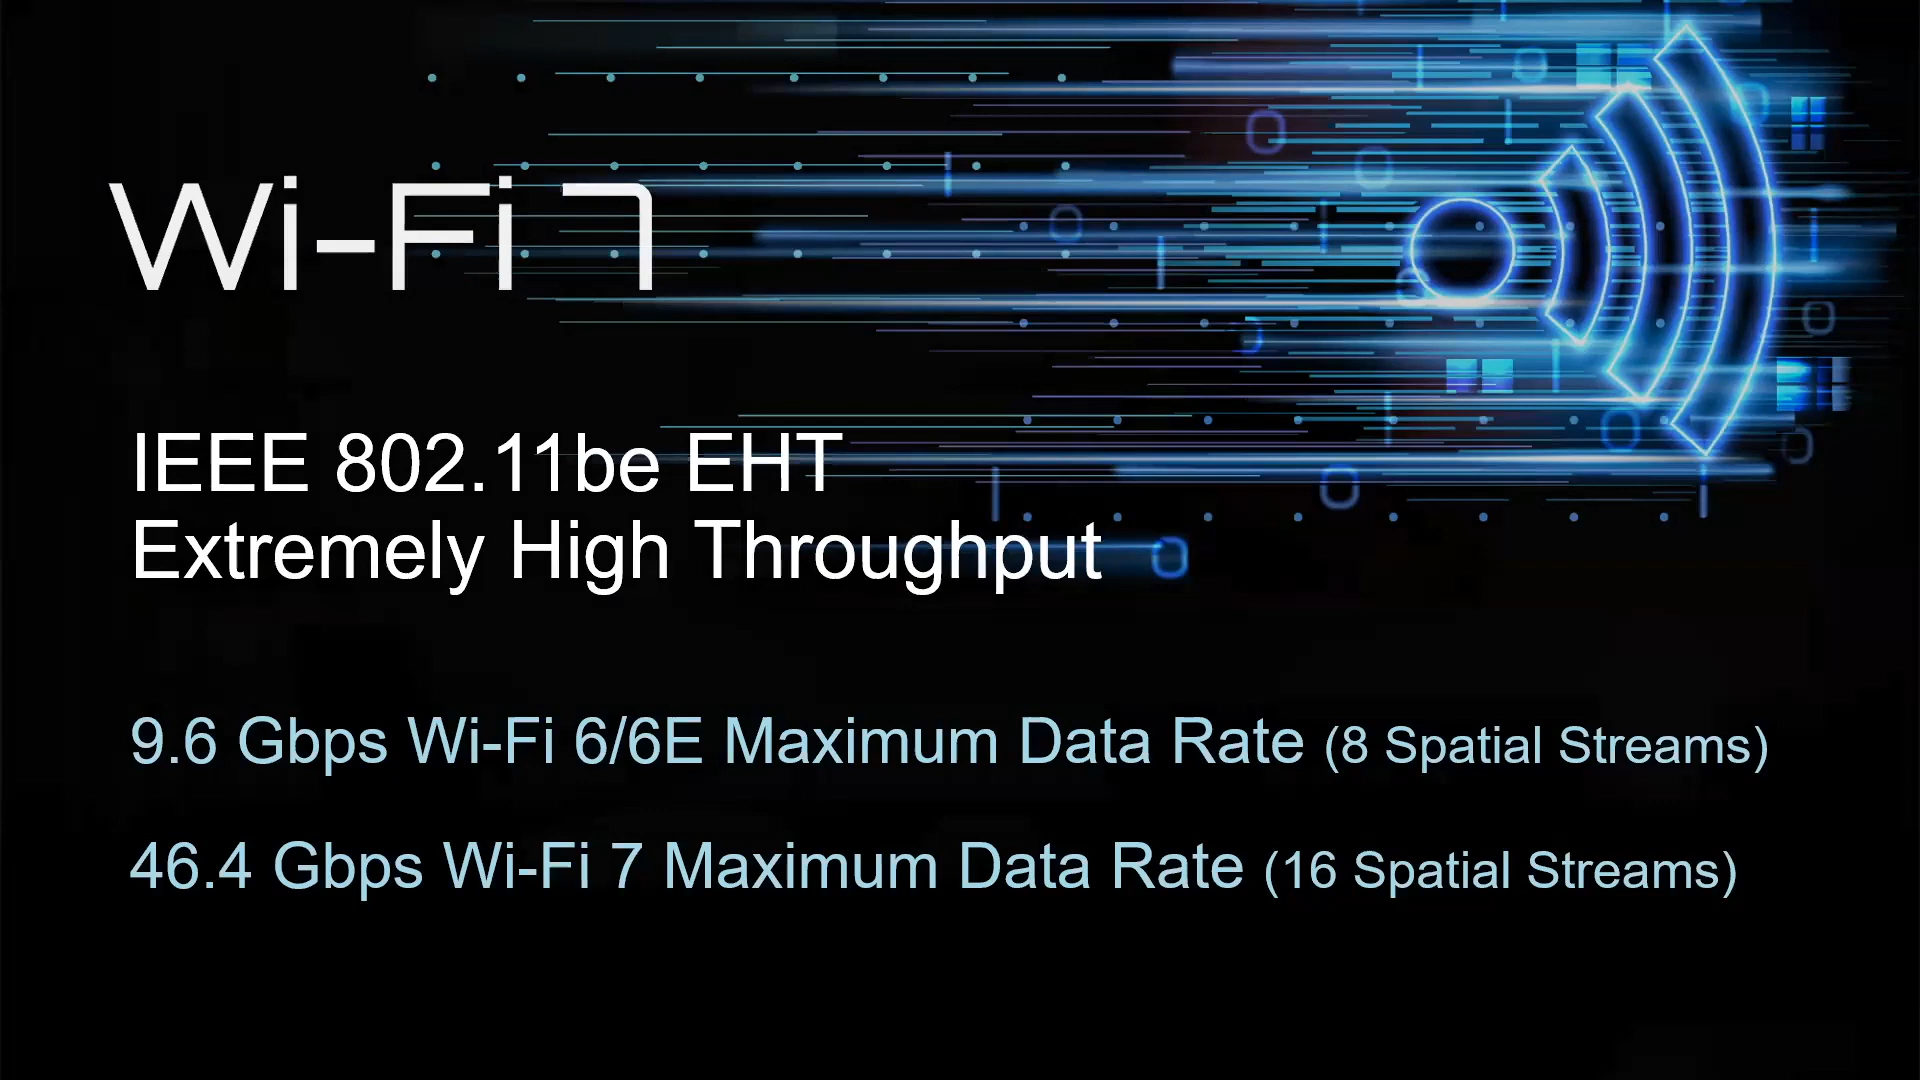 Wi-Fi 7
IEEE 802.11be EHT
Extremely High Throughput
9.6 Gbps Wi-Fi 6/6E Maximum Data Rate (8 Spatial Streams)
46.4 Gbps Wi-Fi 7 Maximum Data Rate (16 Spatial Streams)